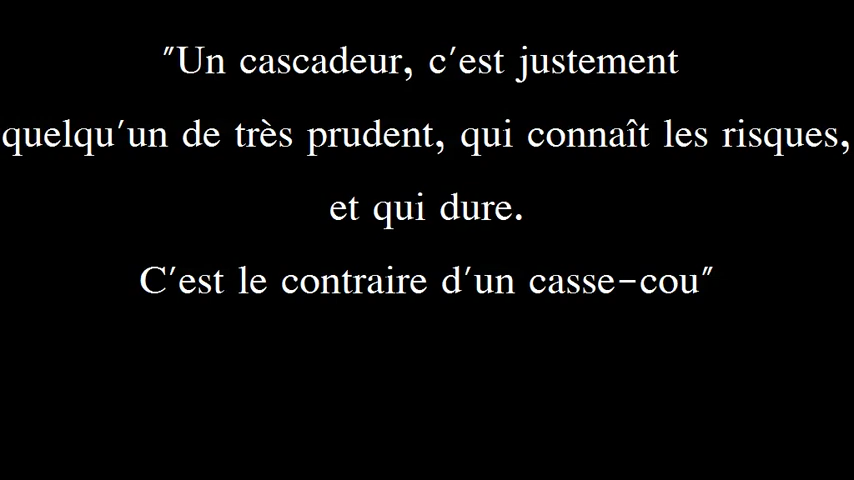 "Un cascadeur, c'est justement
quelqu'un de très prudent, qui connaît les risques,
et qui dure.
C'est le contraire d'un casse-cou"